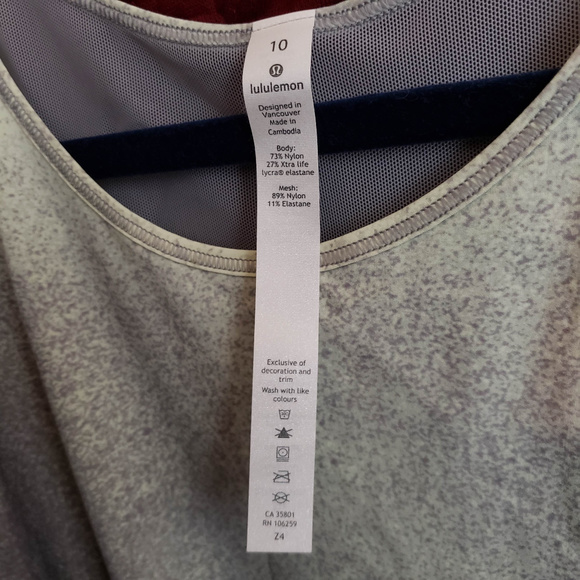 10
lululemon
Designed in
Vancouver
Made in
Cambodia
Body:
73% Nylon
27% Xtra life
lycra® elastane
Mesh:
89% Nylon
11% Elastane
Exclusive of
decoration and
trim
Wash with like
colours
CA 35801
RN 106259
Z4